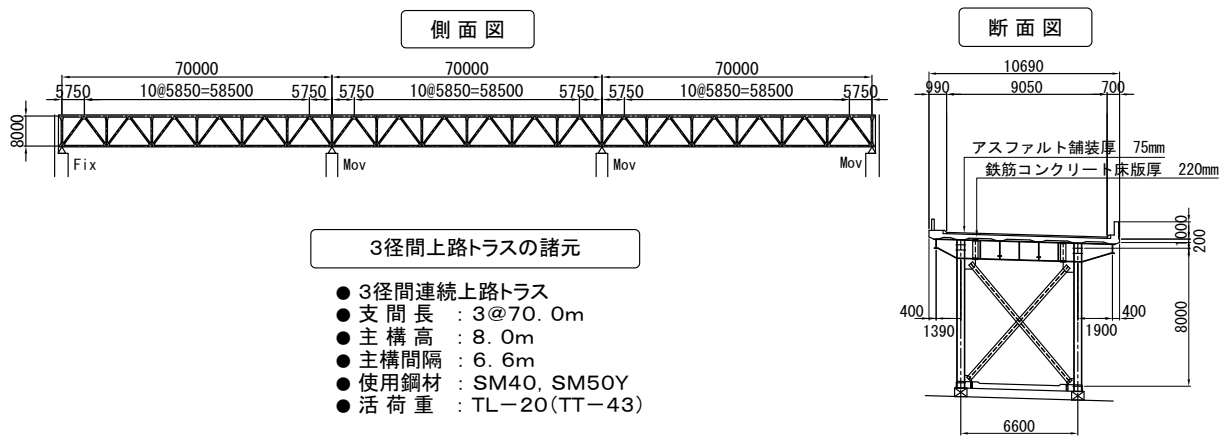 側面図
70000 70000 70000
5750 10@5850=58500 5750 5750 10@5850=58500 5750 5750 10@5850=58500 5750
8000
Fix Mov Mov Mov
3径間上路トラスの諸元
● 3径間連続上路トラス
● 支間長 : 3@70.0m
● 主構高 : 8.0m
● 主構間隔 : 6.6m
● 使用鋼材 : SM40, SM50Y
● 活荷重 : TL-20(TT-43)
断面図
10690
990 9050 700
アスファルト舗装厚 75mm
鉄筋コンクリート床版厚 220mm
1000
200
400 400
1390 1900
8000
6600